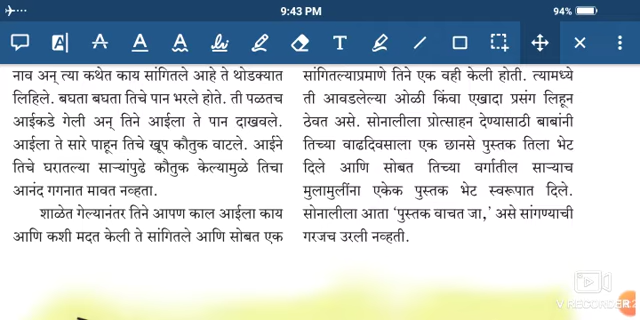 9:43 PM
94%
नाव अन् त्या कथेत काय सांगितले आहे ते थोडक्यात
लिहिले. बघता बघता तिचे पान भरले होते. ती पळतच
आईकडे गेली अन् तिने आईला ते पान दाखवले.
आईला ते सारे पाहून तिचे खूप कौतुक वाटले. आईने
तिचे घरातल्या साऱ्यांपुढे कौतुक केल्यामुळे तिचा
आनंद गगनात मावत नव्हता.
शाळेत गेल्यानंतर तिने आपण काल आईला काय
आणि कशी मदत केली ते सांगितले आणि सोबत एक
सांगितल्याप्रमाणे तिने एक वही केली होती. त्यामध्ये
ती आवडलेल्या ओळी किंवा एखादा प्रसंग लिहून
ठेवत असे. सोनालीला प्रोत्साहन देण्यासाठी बाबांनी
तिच्या वाढदिवसाला एक छानसे पुस्तक तिला भेट
दिले आणि सोबत तिच्या वर्गातील साऱ्याच
मुलामुलींना एकेक पुस्तक भेट स्वरूपात दिले.
सोनालीला आता ‘पुस्तक वाचत जा,’ असे सांगण्याची
गरजच उरली नव्हती.